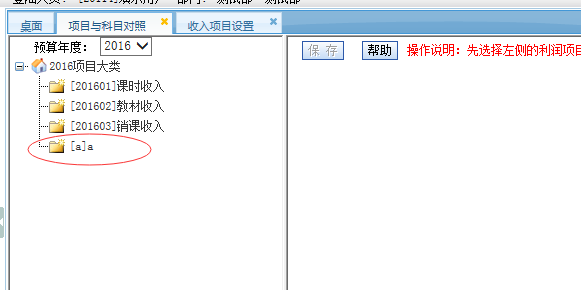 桌面 项目与科目对照 收入项目设置
预算年度： 2016
保 存 帮助 操作说明：先选择左侧的利润项目
2016项目大类
[201601]课时收入
[201602]教材收入
[201603]销课收入
[a]a